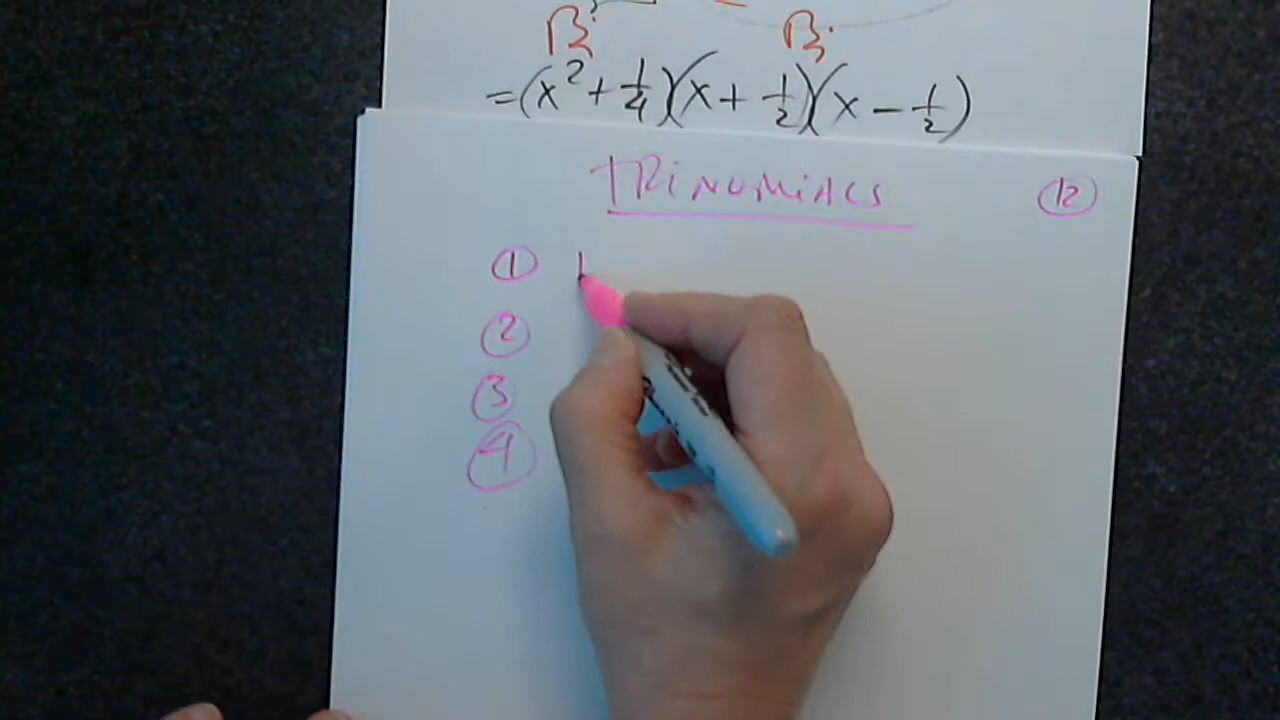 B. B.
=(x²+1/4)(x+1/2)(x-1/2)
TRiNOMiALS 12
1
2
3
4